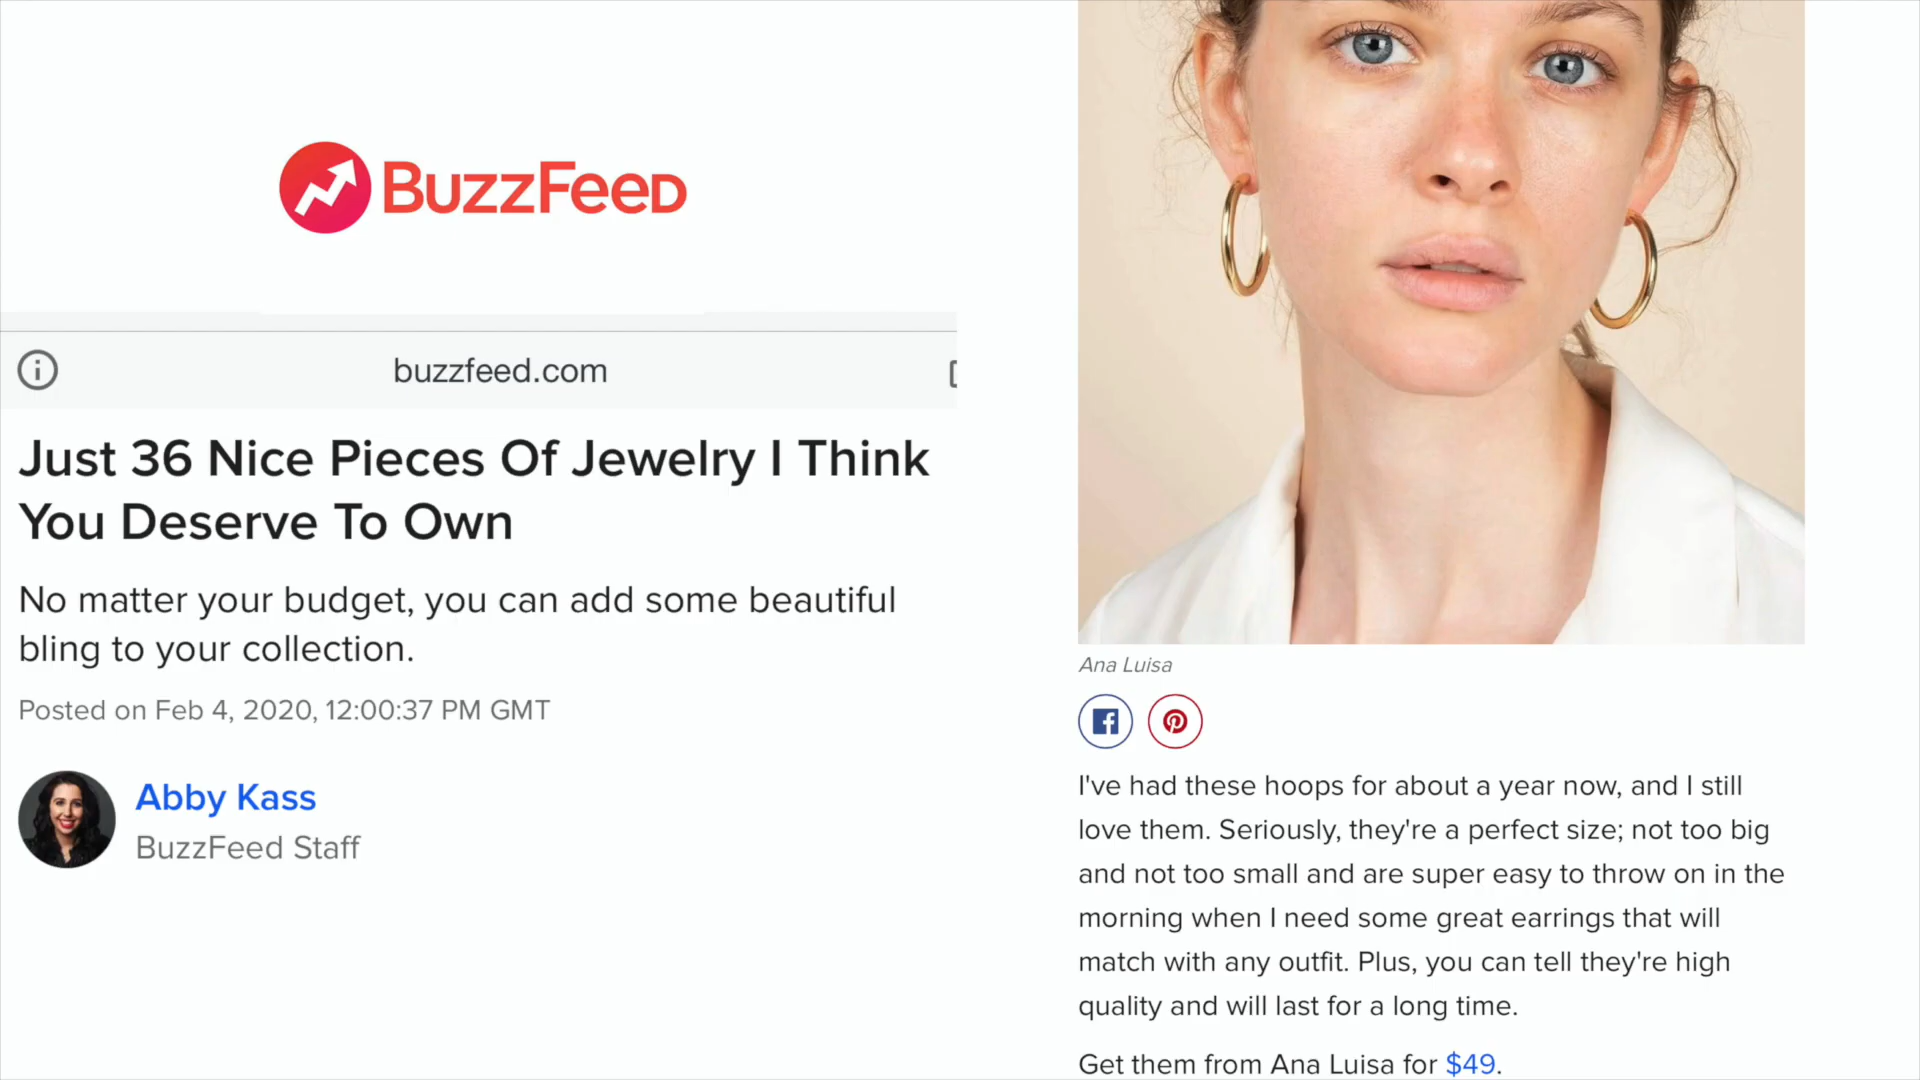 BuzzFeed
buzzfeed.com
Just 36 Nice Pieces Of Jewelry I Think
You Deserve To Own
No matter your budget, you can add some beautiful
bling to your collection.
Posted on Feb 4, 2020, 12:00:37 PM GMT
Abby Kass
BuzzFeed Staff
Ana Luisa
I've had these hoops for about a year now, and I still
love them. Seriously, they're a perfect size; not too big
and not too small and are super easy to throw on in the
morning when I need some great earrings that will
match with any outfit. Plus, you can tell they're high
quality and will last for a long time.
Get them from Ana Luisa for $49.